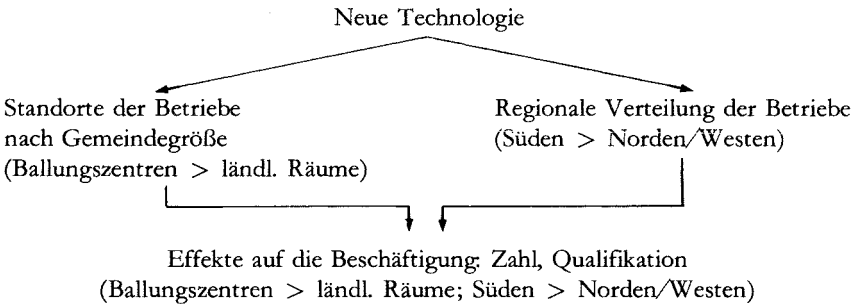 Neue Technologie
Standorte der Betriebe
nach Gemeindegröße
(Ballungszentren > ländl. Räume)
Regionale Verteilung der Betriebe
(Süden > Norden/Westen)
Effekte auf die Beschäftigung: Zahl, Qualifikation
(Ballungszentren > ländl. Räume; Süden > Norden/Westen)